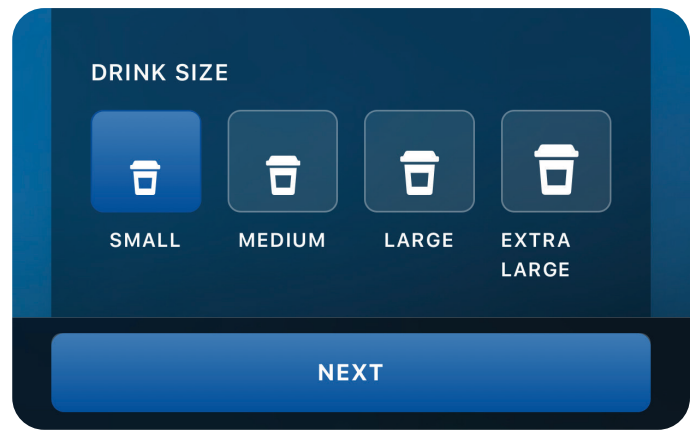 DRINK SIZE
SMALL
MEDIUM
LARGE
EXTRA
LARGE
NEXT